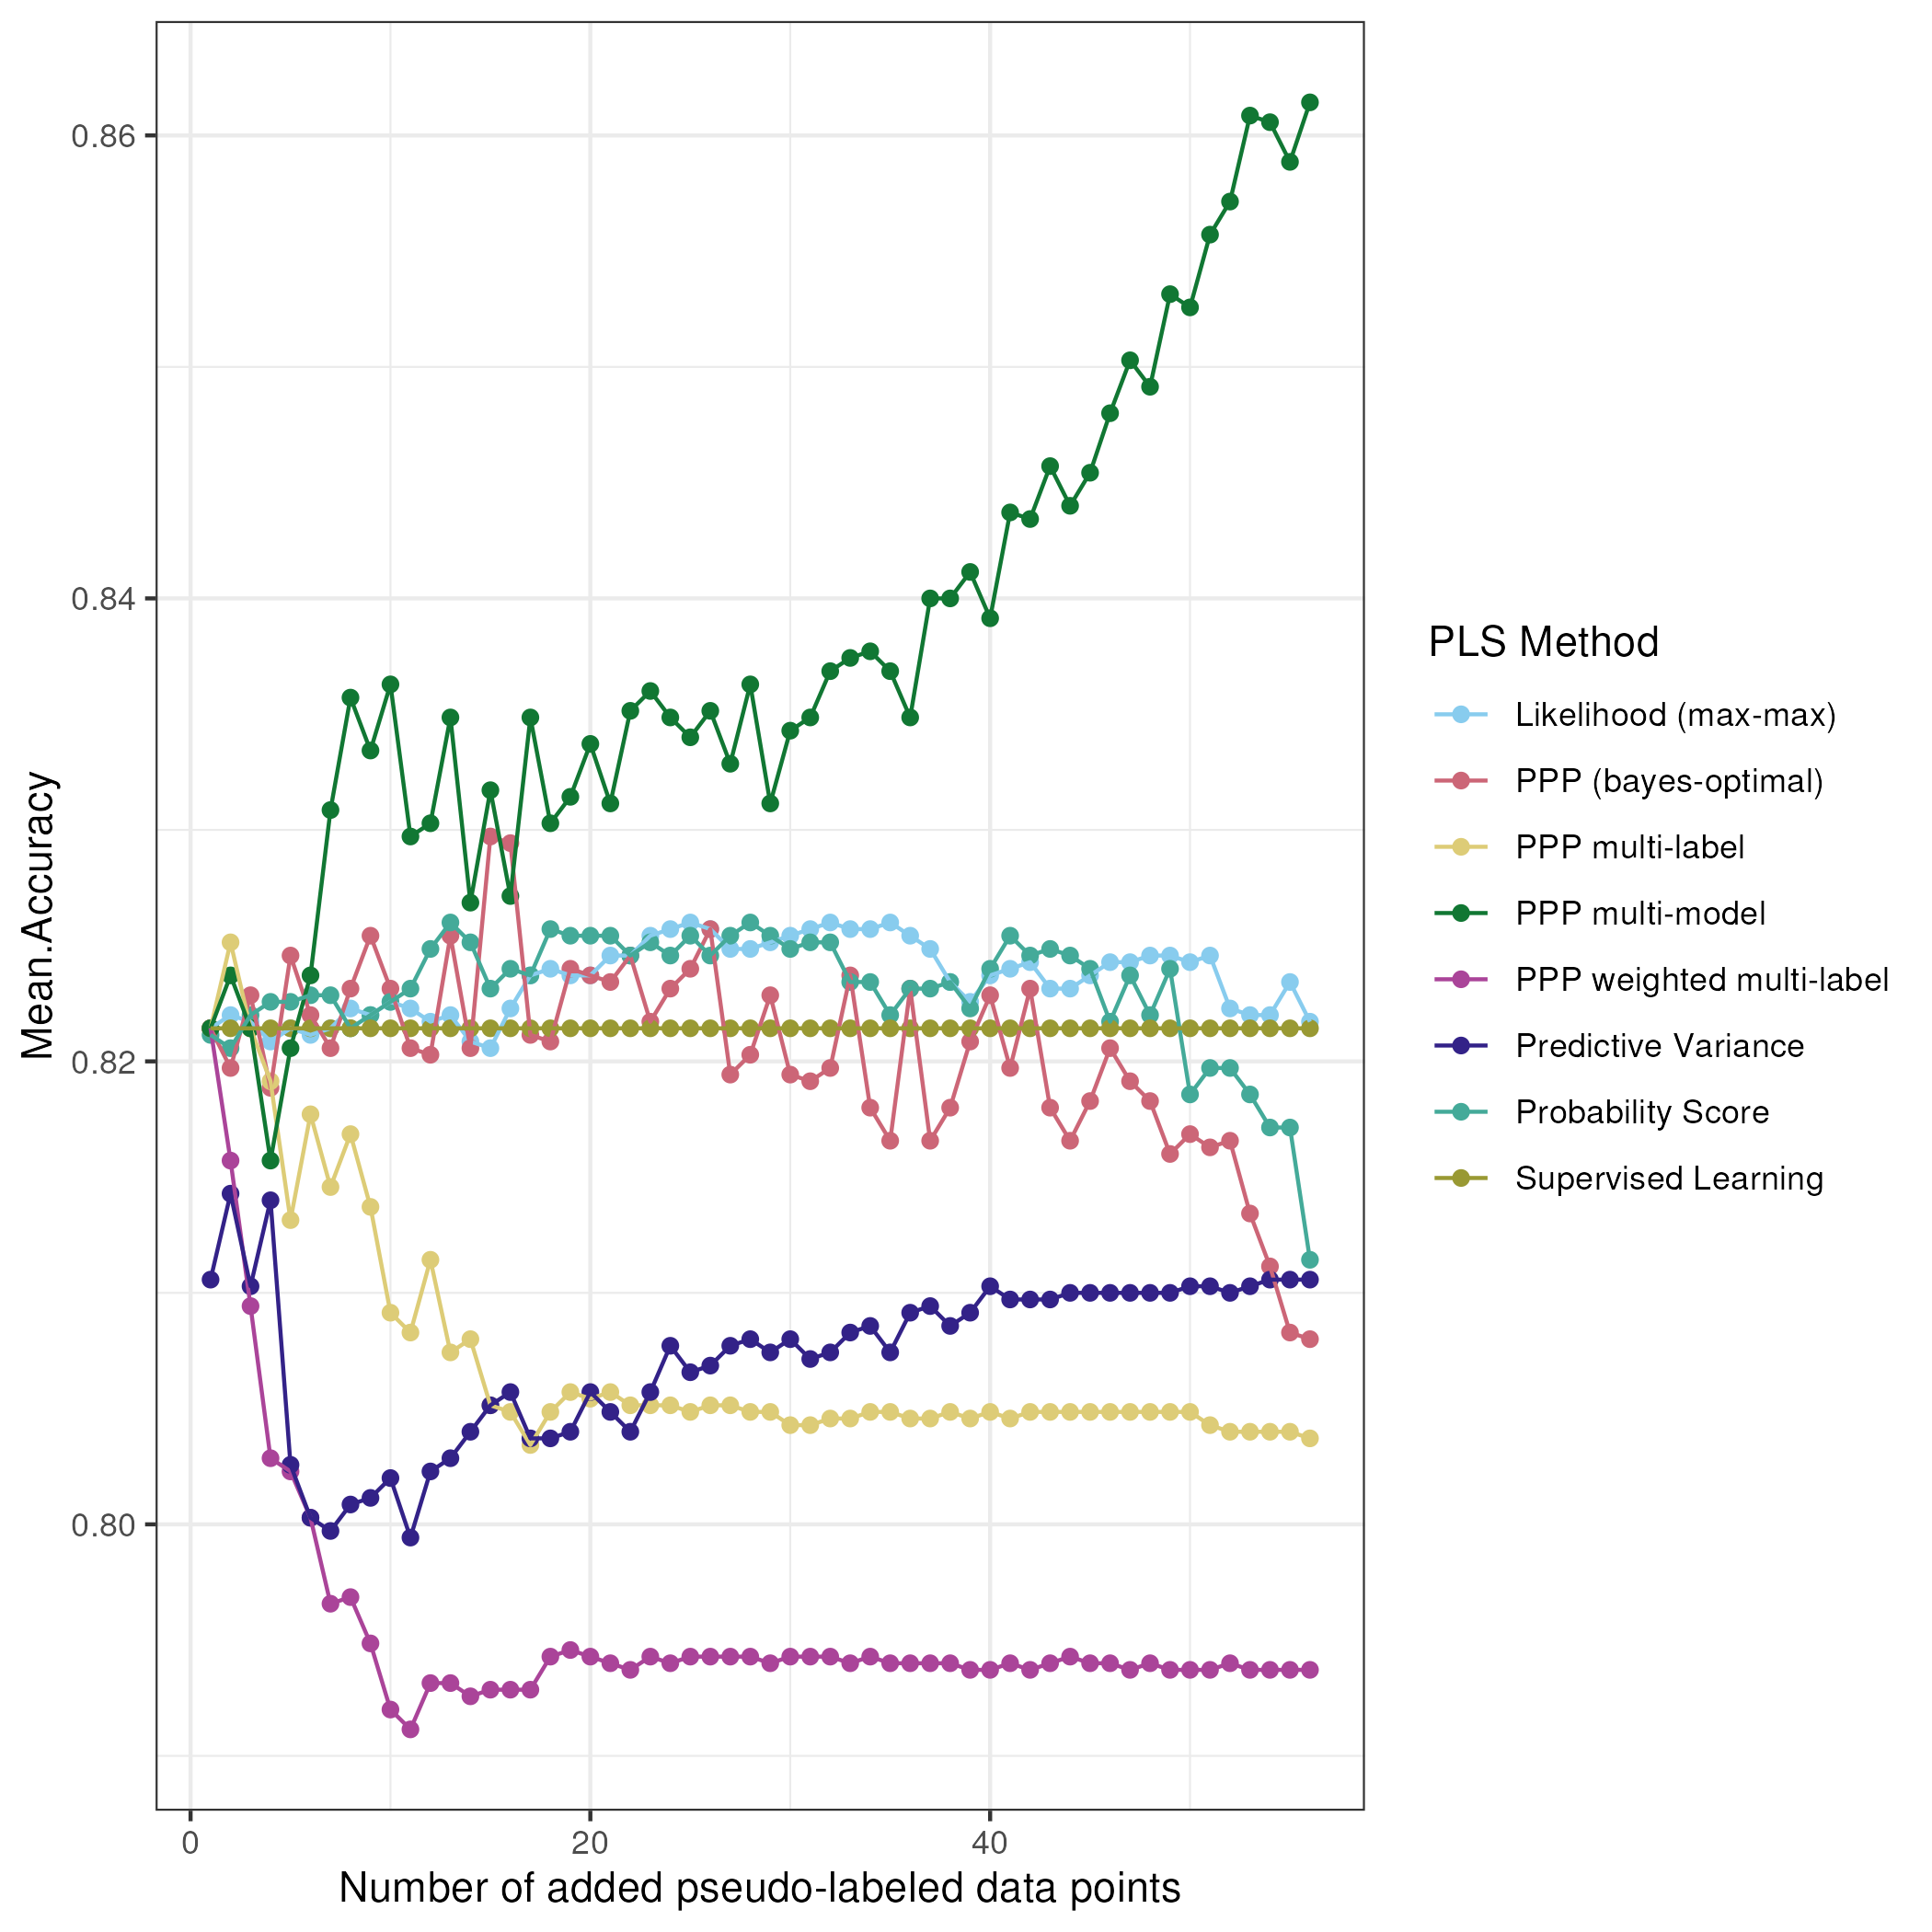 Mean.Accuracy
0.86
0.84
0.82
0.80
0
20
40
Number of added pseudo-labeled data points
PLS Method
Likelihood (max-max)
PPP (bayes-optimal)
PPP multi-label
PPP multi-model
PPP weighted multi-label
Predictive Variance
Probability Score
Supervised Learning